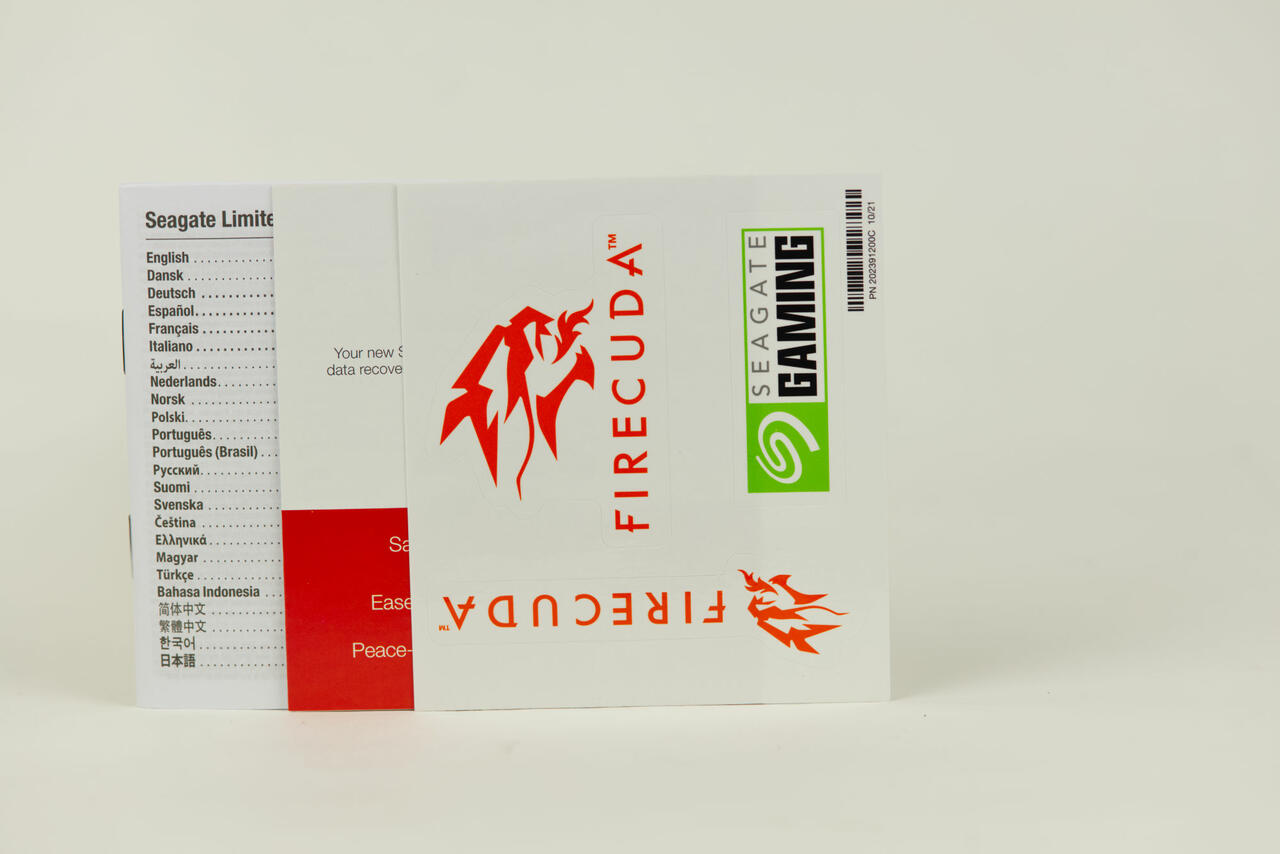 Seagate Limite
English
Dansk
Deutsch
Español
Français
Italiano
العربية
Nederlands
Norsk
Polski
Português
Português (Brasil)
Русский
Suomi
Svenska
Čeština
Ελληνικά
Magyar
Türkçe
Bahasa Indonesia
简体中文
繁體中文
한국어
日本語
Your new S
data recove
Sa
Ease
Peace-
FIRECUDA™
SEAGATE
GAMING
PN 202391200C 10/21
FIRECUDA™